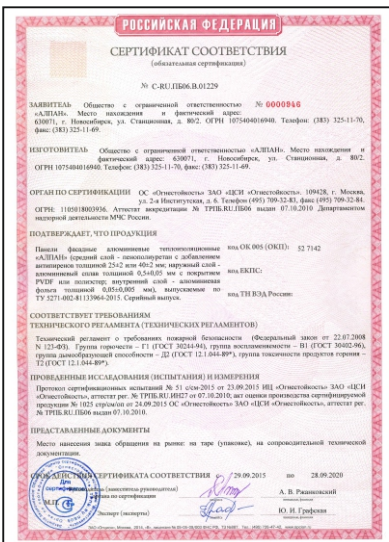 РОССИЙСКАЯ ФЕДЕРАЦИЯ
СЕРТИФИКАТ СООТВЕТСТВИЯ
(обязательная сертификация)
№ C-RU.ПБ06.В.01229
ЗАЯВИТЕЛЬ Общество с ограниченной ответственностью № 0000946
«АЛПАН». Место нахождения и фактический адрес:
630071, г. Новосибирск, ул. Станционная, д. 80/2. ОГРН 1075404016940. Телефон: (383) 325-11-70,
факс: (383) 325-11-69.
ИЗГОТОВИТЕЛЬ Общество с ограниченной ответственностью «АЛПАН». Место нахождения и
фактический адрес: 630071, г. Новосибирск, ул. Станционная, д. 80/2.
ОГРН 1075404016940. Телефон: (383) 325-11-70, факс: (383) 325-11-69.
ОРГАН ПО СЕРТИФИКАЦИИ ОС «Огнестойкость» ЗАО «ЦСИ «Огнестойкость». 109428, г. Москва,
ул. 2-я Институтская, д. 6. Телефон (495) 709-32-83, факс (495) 709-32-84.
ОГРН: 1105018003936. Аттестат аккредитации № ТРПБ.RU.ПБ06 выдан 07.10.2010 Департаментом
надзорной деятельности МЧС России.
ПОДТВЕРЖДАЕТ, ЧТО ПРОДУКЦИЯ
Панели фасадные алюминиевые теплоизоляционные код ОК 005 (ОКП): 52 7142
«АЛПАН» (средний слой - пенополиуретан с добавлением
антипиренов толщиной 25±2 или 40±2 мм; наружный слой -
алюминиевый сплав толщиной 0,5±0,05 мм с покрытием код ЕКПС:
PVDF или полиэстер; внутренний слой - алюминиевая
фольга толщиной 0,05±0,005 мм), выпускаемые по код ТН ВЭД России:
ТУ 5271-002-81133964-2015. Серийный выпуск.
СООТВЕТСТВУЕТ ТРЕБОВАНИЯМ
ТЕХНИЧЕСКОГО РЕГЛАМЕНТА (ТЕХНИЧЕСКИХ РЕГЛАМЕНТОВ)
Технический регламент о требованиях пожарной безопасности (Федеральный закон от 22.07.2008
N 123-ФЗ). Группа горючести – Г1 (ГОСТ 30244-94), группа воспламеняемости – В1 (ГОСТ 30402-96),
группа дымообразующей способности – Д2 (ГОСТ 12.1.044-89*), группа токсичности продуктов горения –
Т2 (ГОСТ 12.1.044-89*).
ПРОВЕДЕННЫЕ ИССЛЕДОВАНИЯ (ИСПЫТАНИЯ) И ИЗМЕРЕНИЯ
Протокол сертификационных испытаний № 51 с/см-2015 от 23.09.2015 ИЦ «Огнестойкость» ЗАО «ЦСИ
«Огнестойкость», аттестат рег. № ТРПБ.RU.ИН27 от 07.10.2010; акт оценки производства сертифицируемой
продукции № 1025 стр/см/оп от 24.09.2015 ОС «Огнестойкость» ЗАО «ЦСИ «Огнестойкость», аттестат рег.
№ ТРПБ.RU.ПБ06 выдан 07.10.2010.
ПРЕДСТАВЛЕННЫЕ ДОКУМЕНТЫ
Место нанесения знака обращения на рынке: на таре (упаковке), на сопроводительной технической
документации.
СРОК ДЕЙСТВИЯ СЕРТИФИКАТА СООТВЕТСТВИЯ с 29.09.2015 по 28.09.2020
(заместитель руководителя)
органа по сертификации
А. В. Ржаниковский
М.П.
Эксперт (эксперты)
Ю. И. Графская